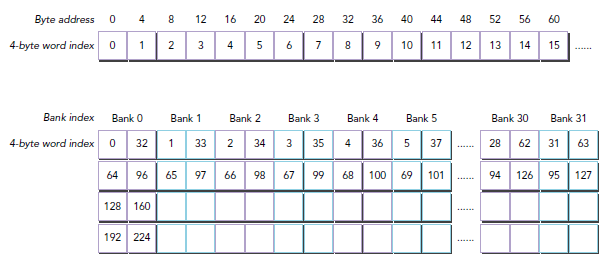 Byte address 0 4 8 12 16 20 24 28 32 36 40 44 48 52 56 60
4-byte word index 0 1 2 3 4 5 6 7 8 9 10 11 12 13 14 15 ......
Bank index Bank 0 Bank 1 Bank 2 Bank 3 Bank 4 Bank 5 Bank 30 Bank 31
4-byte word index 0 32 1 33 2 34 3 35 4 36 5 37 ...... 28 62 31 63
64 96 65 97 66 98 67 99 68 100 69 101 ...... 94 126 95 127
128 160 ......
192 224 ......